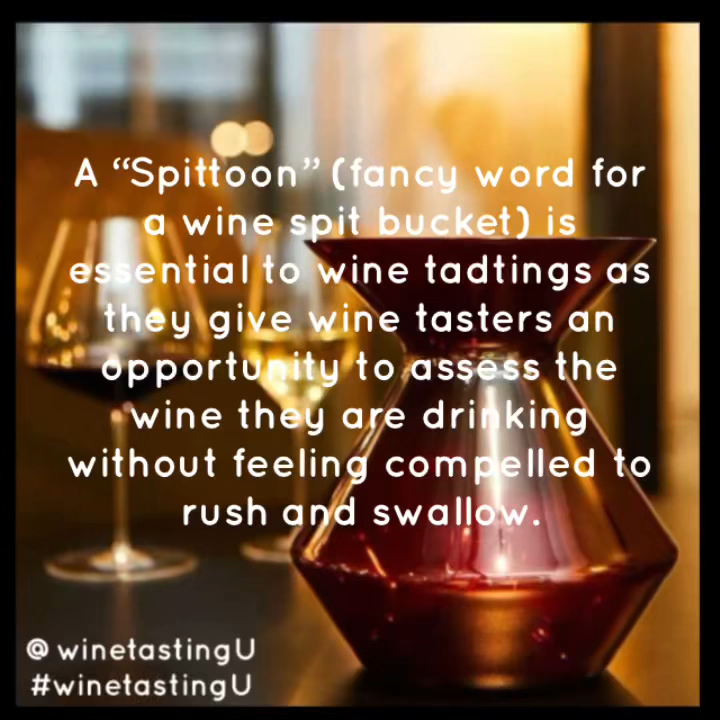 A “Spittoon” (fancy word for
a wine spit bucket) is
essential to wine tadtings as
they give wine tasters an
opportunity to assess the
wine they are drinking
without feeling compelled to
rush and swallow.
@winetastingU
#winetastingU